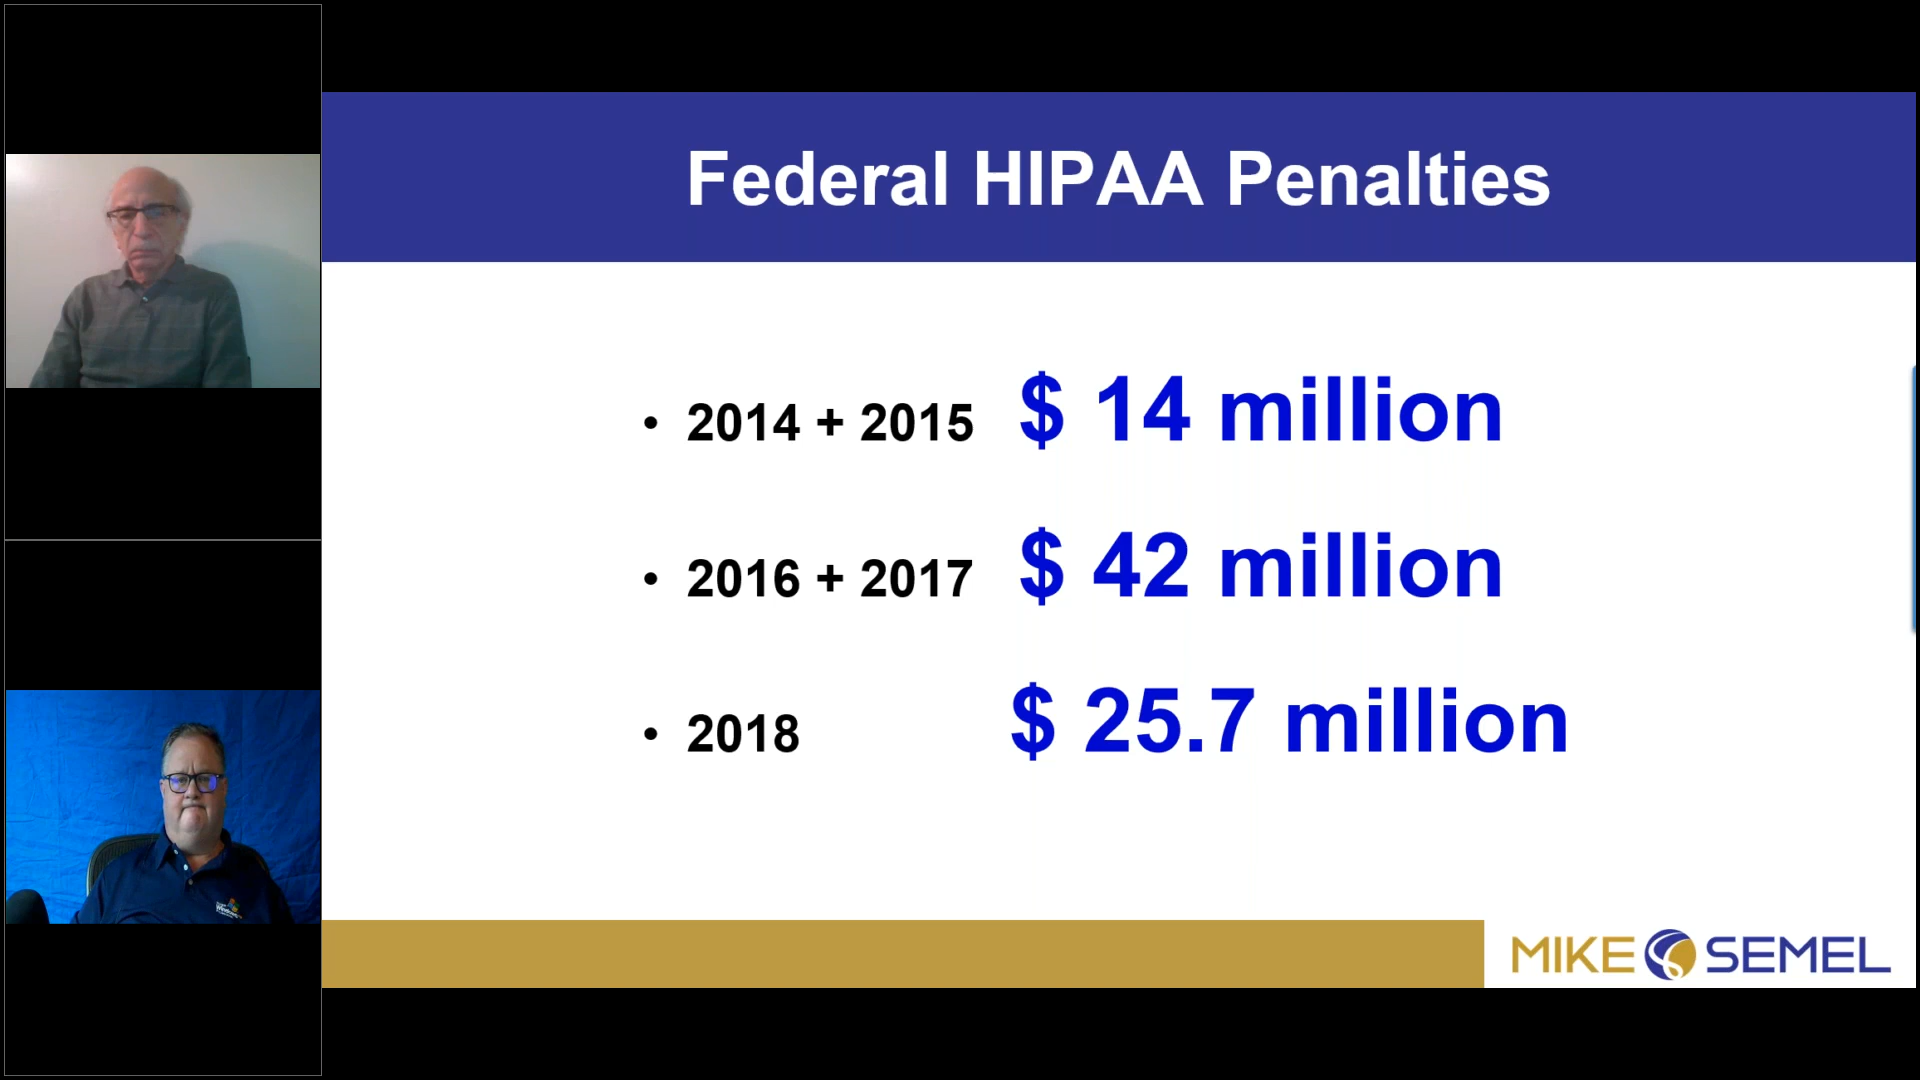 Federal HIPAA Penalties
• 2014 + 2015 $ 14 million
• 2016 + 2017 $ 42 million
• 2018 $ 25.7 million
MIKE SEMEL